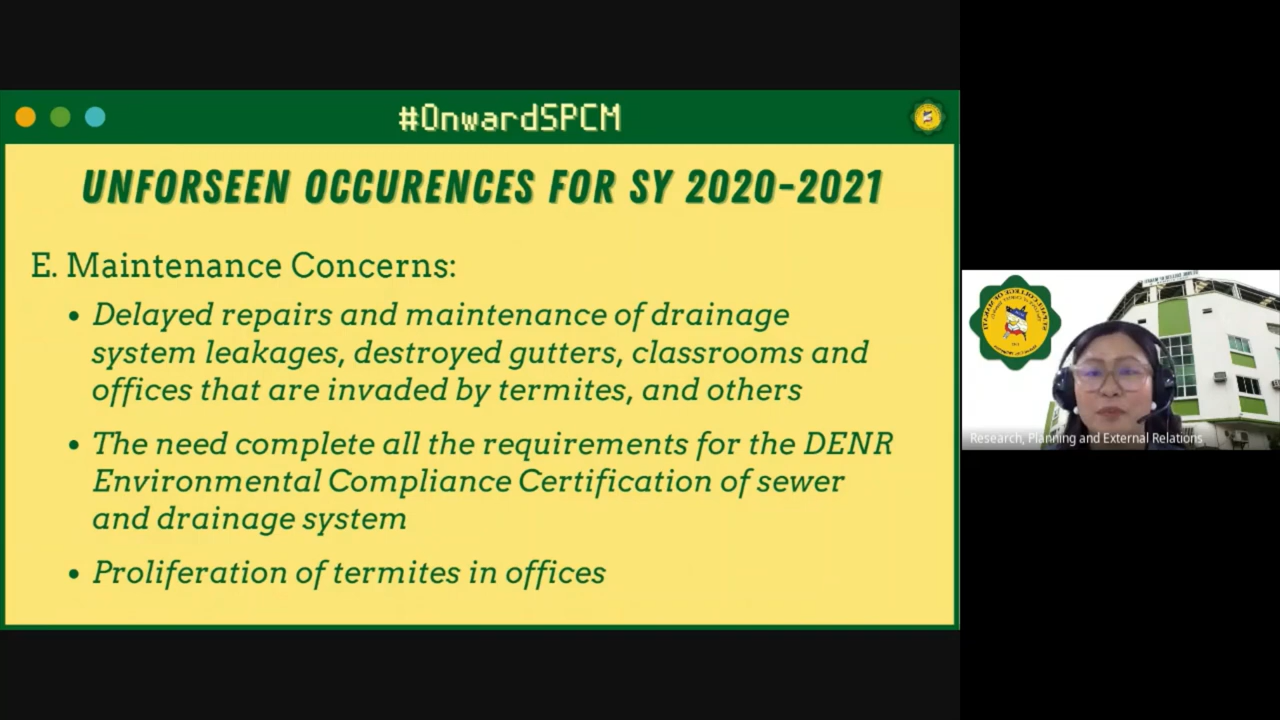 #OnwardSPCM
UNFORSEEN OCCURENCES FOR SY 2020-2021
E. Maintenance Concerns:
• Delayed repairs and maintenance of drainage
system leakages, destroyed gutters, classrooms and
offices that are invaded by termites, and others
• The need complete all the requirements for the DENR
Environmental Compliance Certification of sewer
and drainage system
• Proliferation of termites in offices
Research, Planning and External Relations